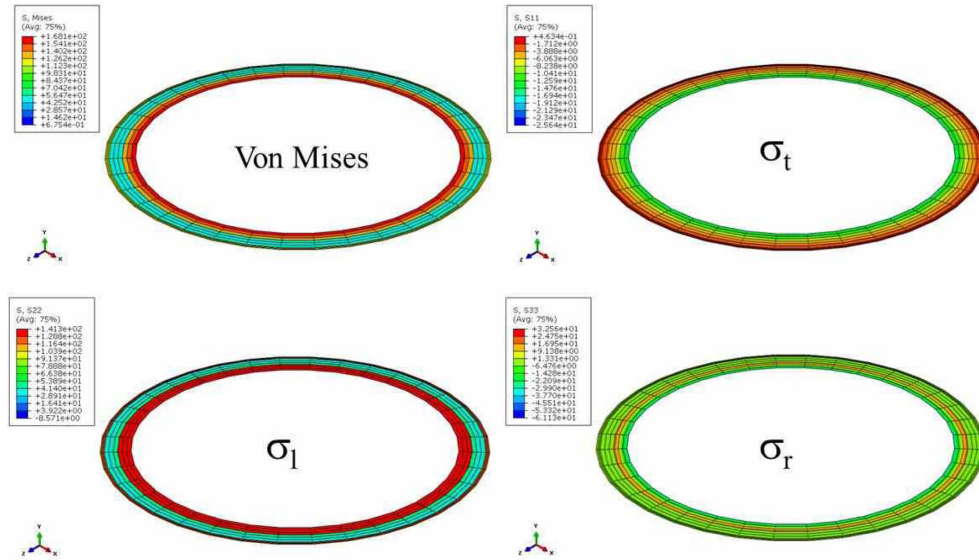 S, Mises
(Avg: 75%)
+1.681e+02
+1.541e+02
+1.402e+02
+1.262e+02
+1.123e+02
+9.831e+01
+8.437e+01
+7.042e+01
+5.647e+01
+4.252e+01
+2.857e+01
+1.462e+01
+6.754e-01
Von Mises
Y
Z
X
S, S11
(Avg: 75%)
+4.634e-01
-1.712e+00
-3.888e+00
-6.063e+00
-8.238e+00
-1.041e+01
-1.259e+01
-1.476e+01
-1.694e+01
-1.912e+01
-2.129e+01
-2.347e+01
-2.564e+01
σt
Y
Z
X
S, S22
(Avg: 75%)
+1.413e+02
+1.288e+02
+1.164e+02
+1.039e+02
+9.137e+01
+7.888e+01
+6.638e+01
+5.389e+01
+4.140e+01
+2.891e+01
+1.641e+01
+3.922e+00
-8.571e+00
σl
Y
Z
X
S, S33
(Avg: 75%)
+3.256e+01
+2.475e+01
+1.695e+01
+9.138e+00
+1.331e+00
-6.476e+00
-1.428e+01
-2.209e+01
-2.990e+01
-3.770e+01
-4.551e+01
-5.332e+01
-6.113e+01
σr
Y
Z
X